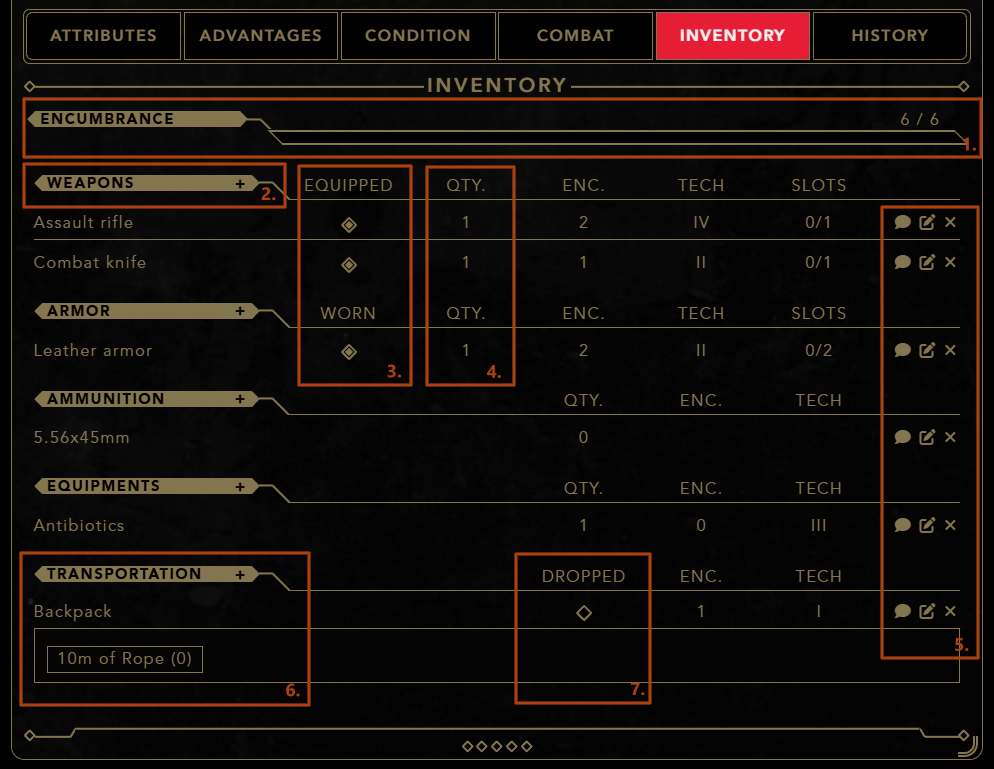 ATTRIBUTES ADVANTAGES CONDITION COMBAT INVENTORY HISTORY
INVENTORY
ENCUMBRANCE 6 / 6
1.
WEAPONS + 2. EQUIPPED QTY. ENC. TECH SLOTS
Assault rifle 1 2 IV 0/1
Combat knife 1 1 II 0/1
ARMOR + WORN QTY. ENC. TECH SLOTS
Leather armor 1 2 II 0/2
3. 4.
AMMUNITION + QTY. ENC. TECH
5.56x45mm 0
EQUIPMENTS + QTY. ENC. TECH
Antibiotics 1 0 III
TRANSPORTATION + DROPPED ENC. TECH
Backpack 1 I
5.
10m of Rope (0)
6. 7.